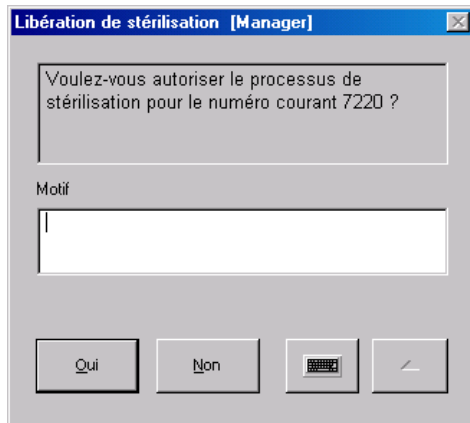 Libération de stérilisation [Manager]
Voulez-vous autoriser le processus de
stérilisation pour le numéro courant 7220 ?
Motif
Oui
Non